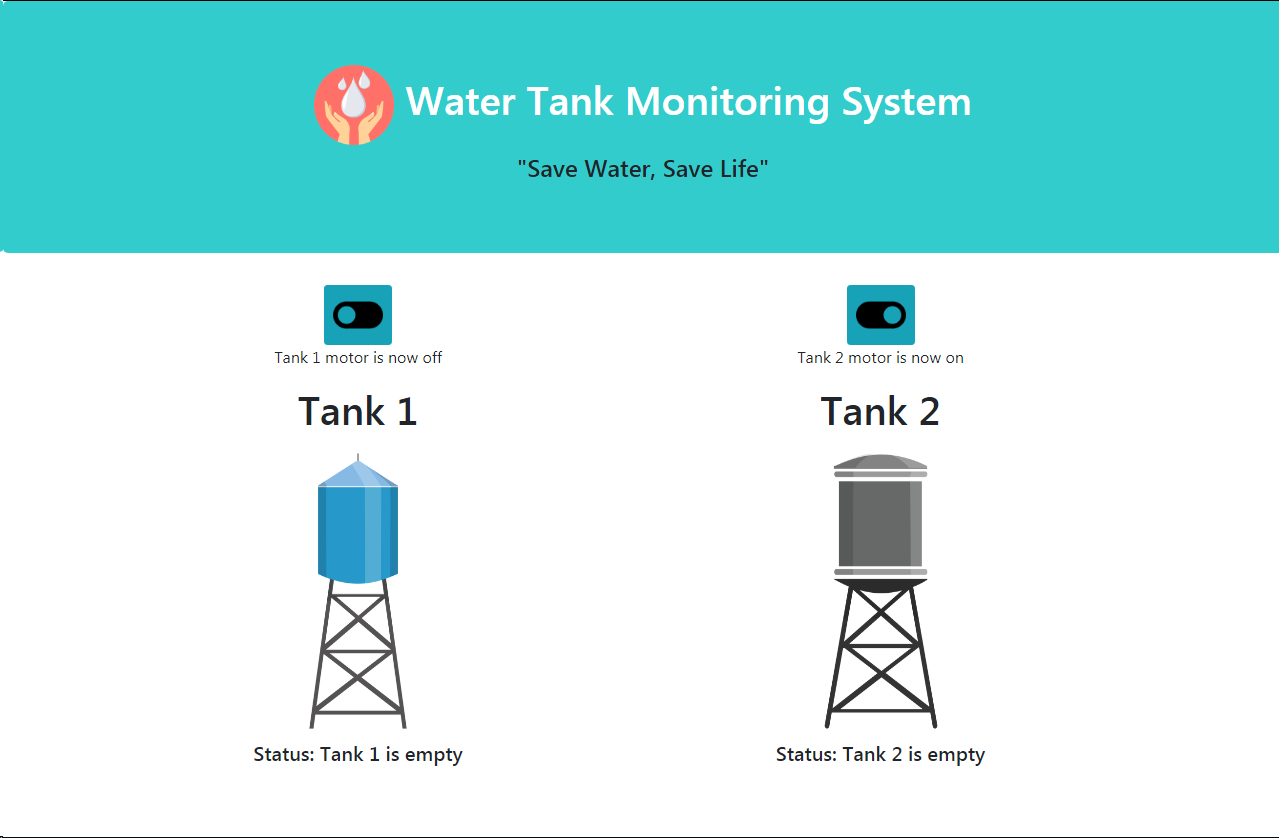 Water Tank Monitoring System
"Save Water, Save Life"
Tank 1 motor is now off
Tank 2 motor is now on
Tank 1
Tank 2
Status: Tank 1 is empty
Status: Tank 2 is empty